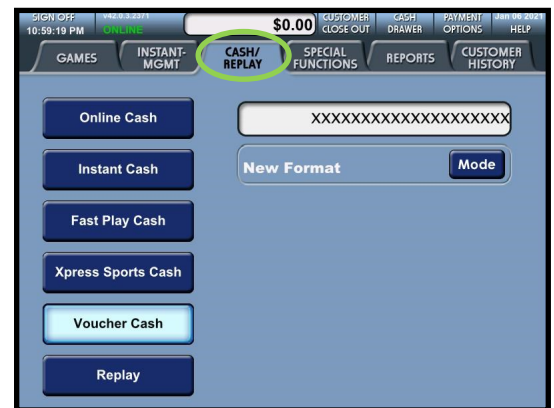 SIGN OFF V42.0.3.2371 CUSTOMER CASH PAYMENT Jan 06 2021
10:59:19 PM ONLINE $0.00 CLOSE OUT DRAWER OPTIONS HELP
GAMES INSTANT- CASH/ SPECIAL REPORTS CUSTOMER
MGMT REPLAY FUNCTIONS HISTORY
Online Cash XXXXXXXXXXXXXXXXXXXXXX
Instant Cash New Format Mode
Fast Play Cash
Xpress Sports Cash
Voucher Cash
Replay